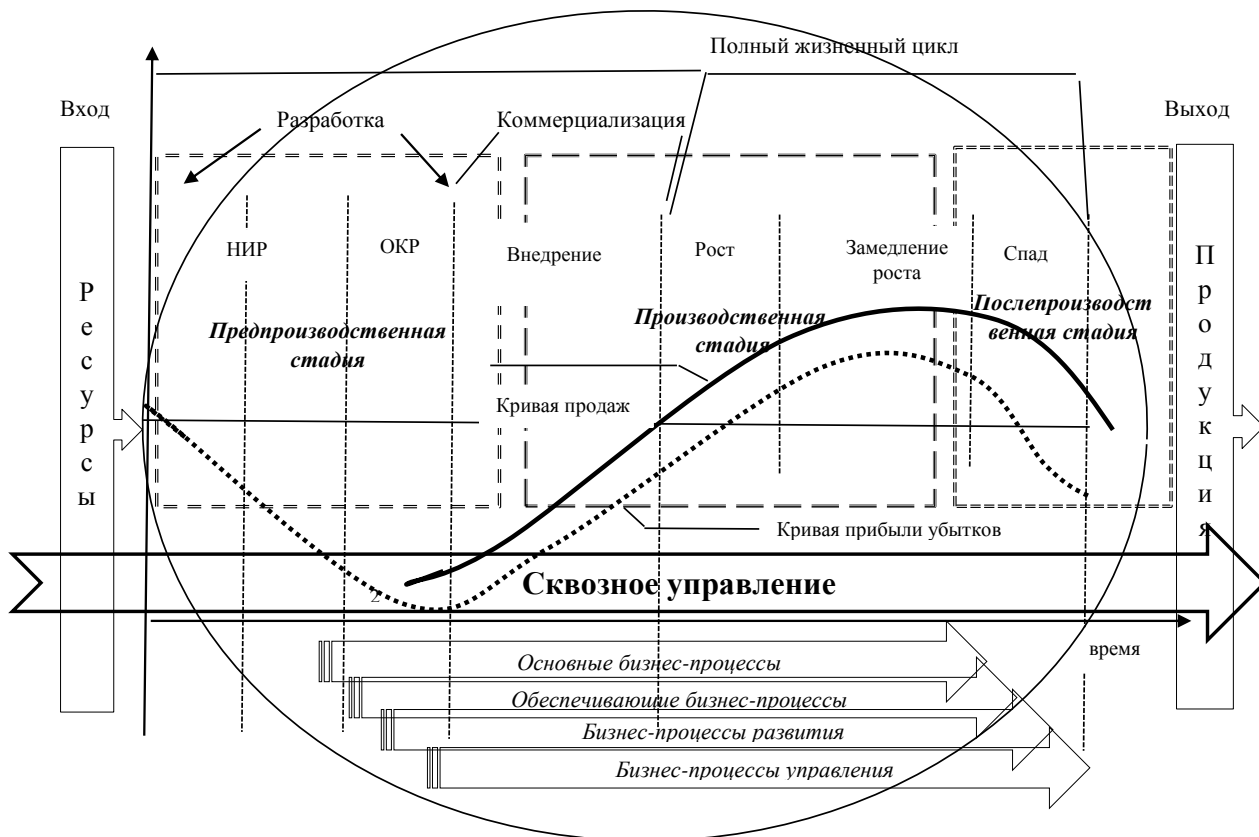 Полный жизненный цикл
Вход
Разработка
Коммерциализация
Выход
НИР
ОКР
Внедрение
Рост
Замедление
роста
Спад
Ресурсы
Предпроизводственная
стадия
Производственная
стадия
Послепроизводст
венная стадия
Продукция
Кривая продаж
Кривая прибыли убытков
Сквозное управление
2
время
Основные бизнес-процессы
Обеспечивающие бизнес-процессы
Бизнес-процессы развития
Бизнес-процессы управления